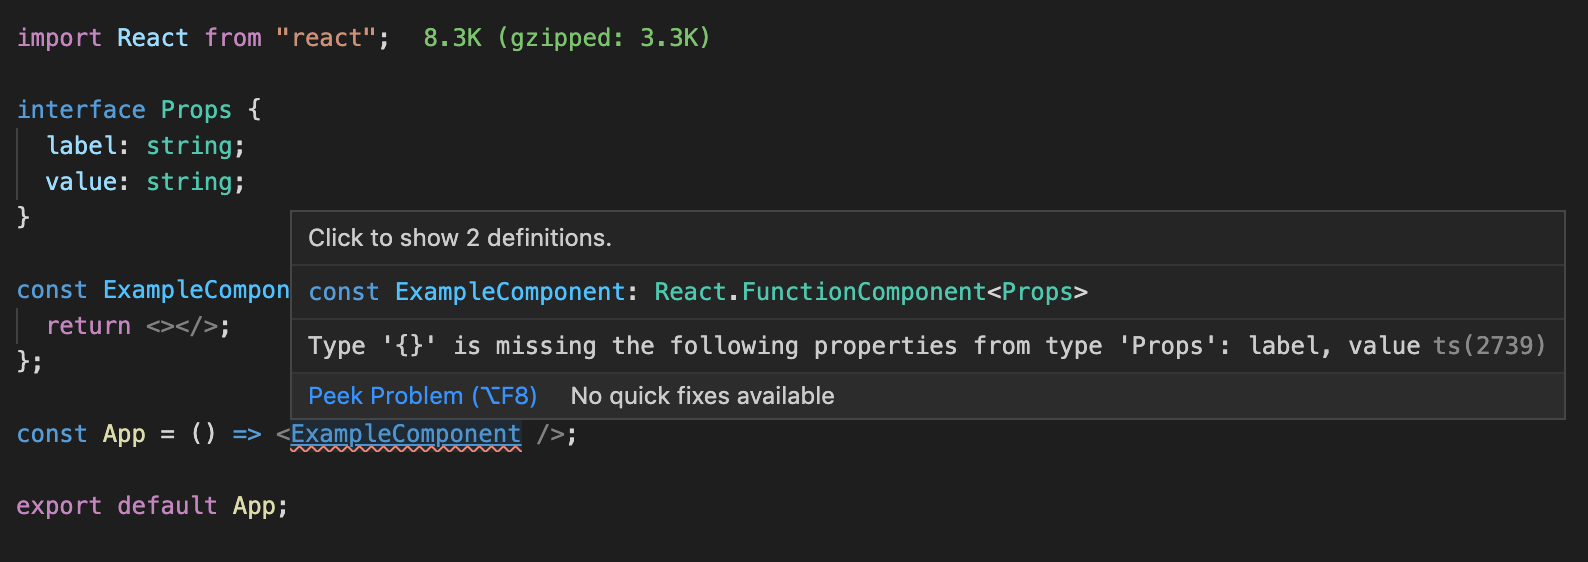 import React from "react";  8.3K (gzipped: 3.3K)
interface Props {
label: string;
value: string;
}
Click to show 2 definitions.
const ExampleCompon
const ExampleComponent: React.FunctionComponent<Props>
return <></>;
Type '{}' is missing the following properties from type 'Props': label, value ts(2739)
};
Peek Problem (⌥F8) No quick fixes available
const App = () => <ExampleComponent />;
export default App;